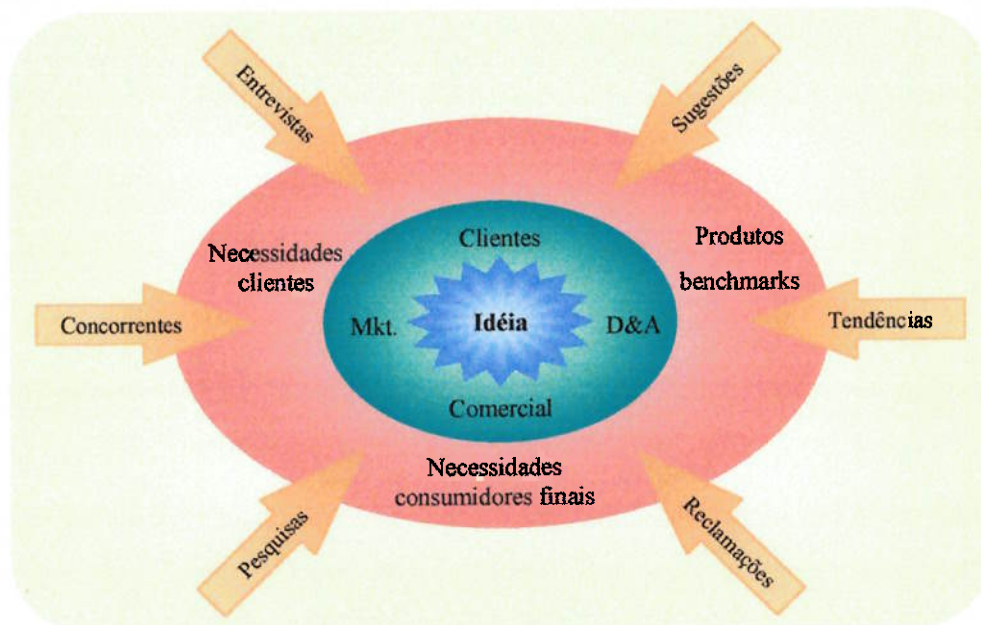 Entrevistas
Sugestões
Necessidades
clientes
Clientes
Produtos
benchmarks
Concorrentes
Mkt.
Idéia
D&A
Tendências
Comercial
Necessidades
consumidores finais
Pesquisas
Reclamações